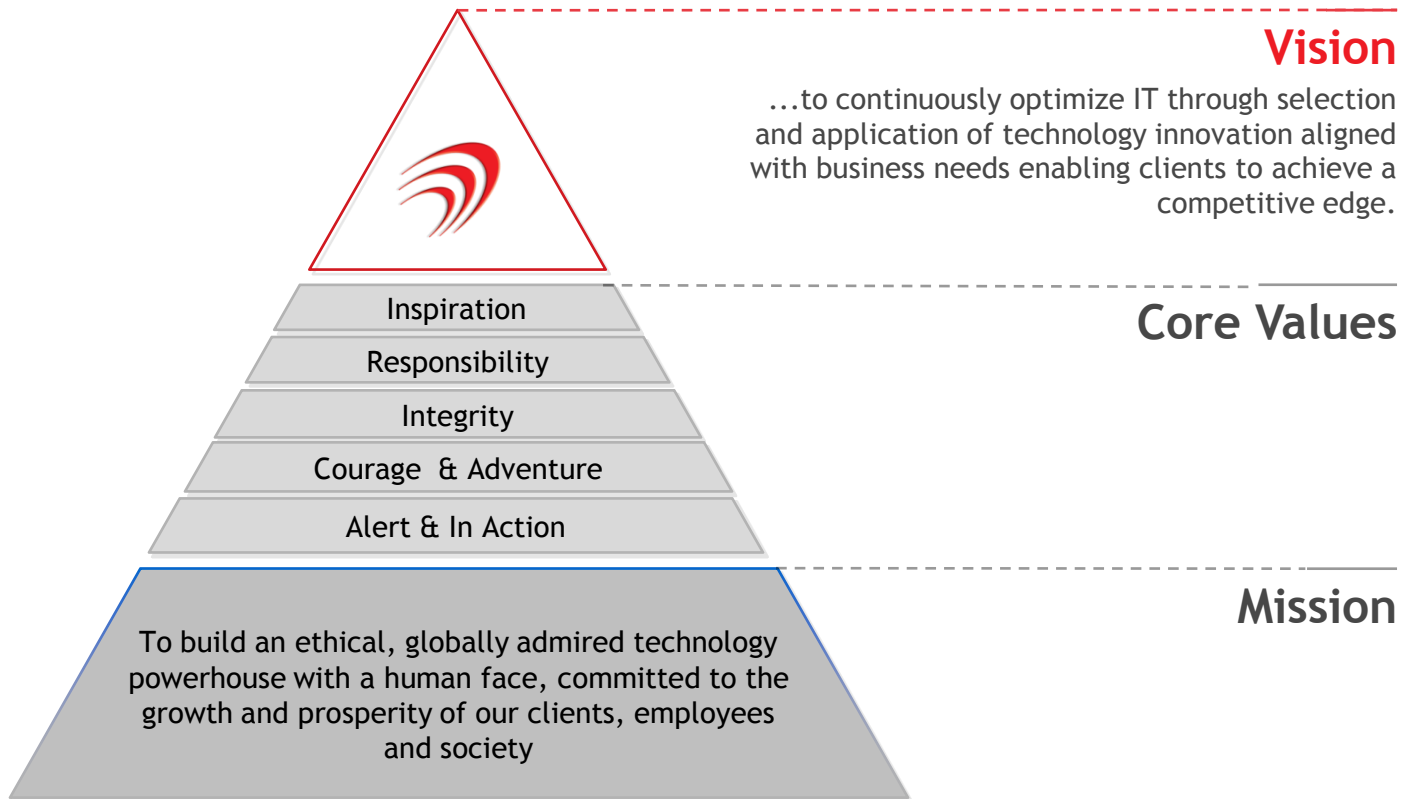 Vision
...to continuously optimize IT through selection
and application of technology innovation aligned
with business needs enabling clients to achieve a
competitive edge.
Inspiration
Core Values
Responsibility
Integrity
Courage & Adventure
Alert & In Action
Mission
To build an ethical, globally admired technology
powerhouse with a human face, committed to the
growth and prosperity of our clients, employees
and society